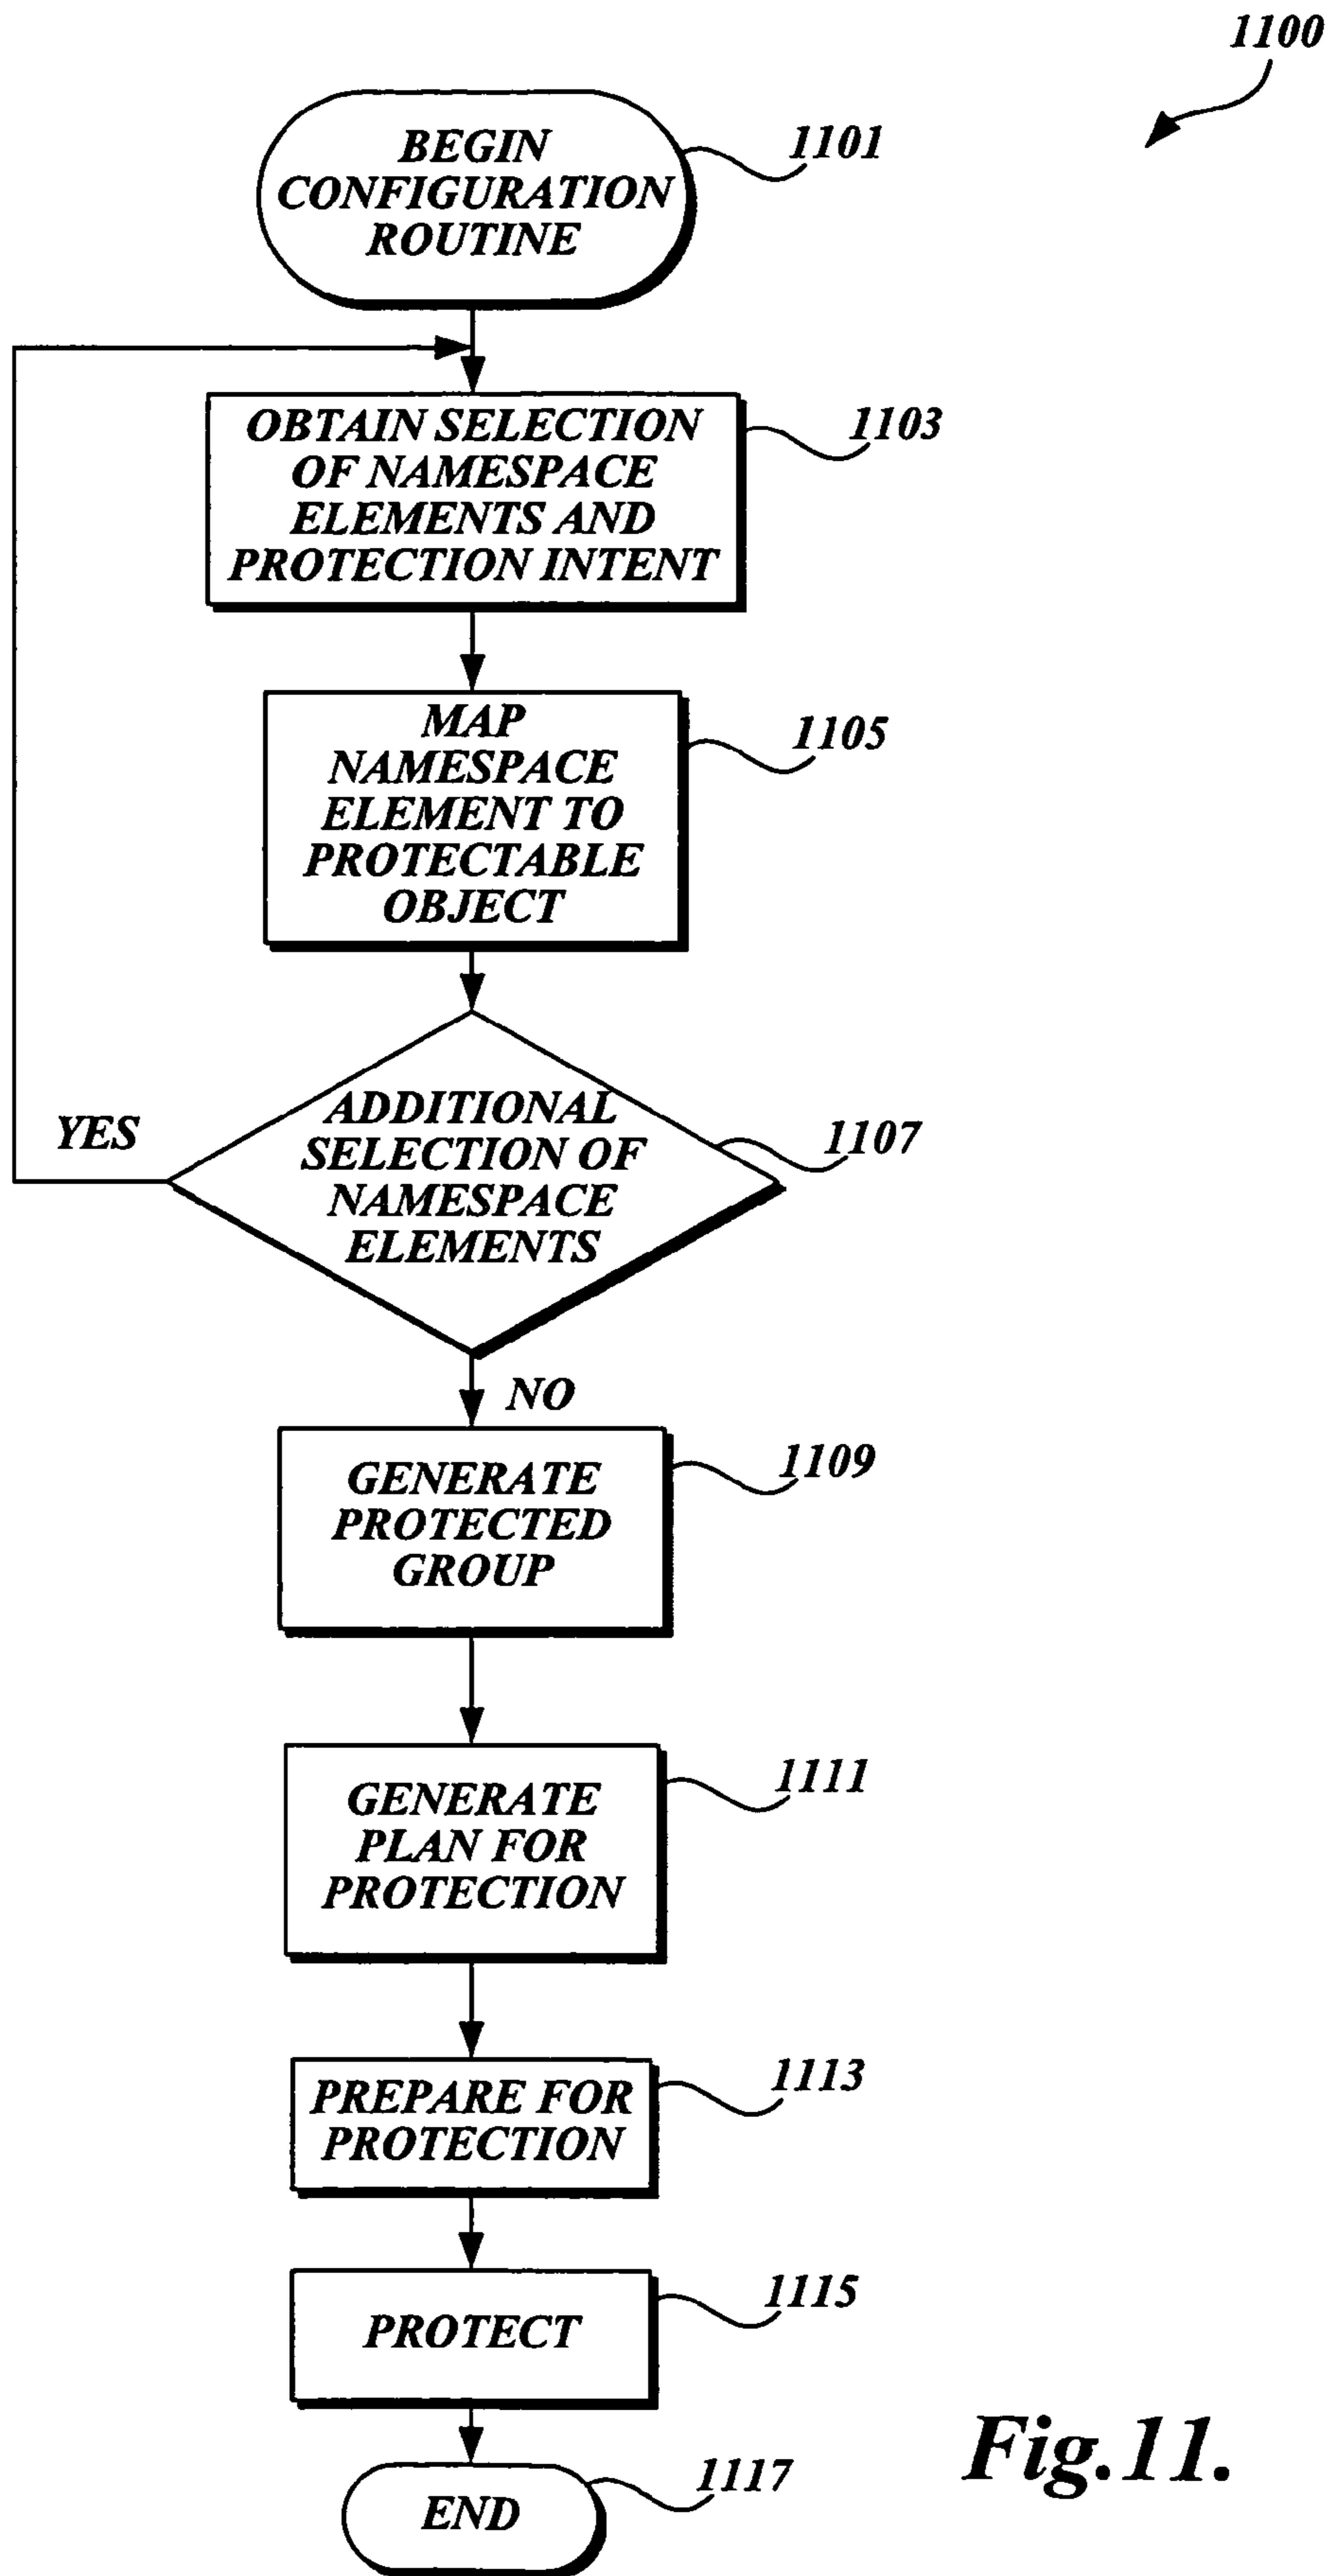 1100
BEGIN
CONFIGURATION
ROUTINE
1101
OBTAIN SELECTION
OF NAMESPACE
ELEMENTS AND
PROTECTION INTENT
1103
MAP
NAMESPACE
ELEMENT TO
PROTECTABLE
OBJECT
1105
YES
ADDITIONAL
SELECTION OF
NAMESPACE
ELEMENTS
1107
NO
GENERATE
PROTECTED
GROUP
1109
GENERATE
PLAN FOR
PROTECTION
1111
PREPARE FOR
PROTECTION
1113
PROTECT
1115
END
1117
Fig.11.